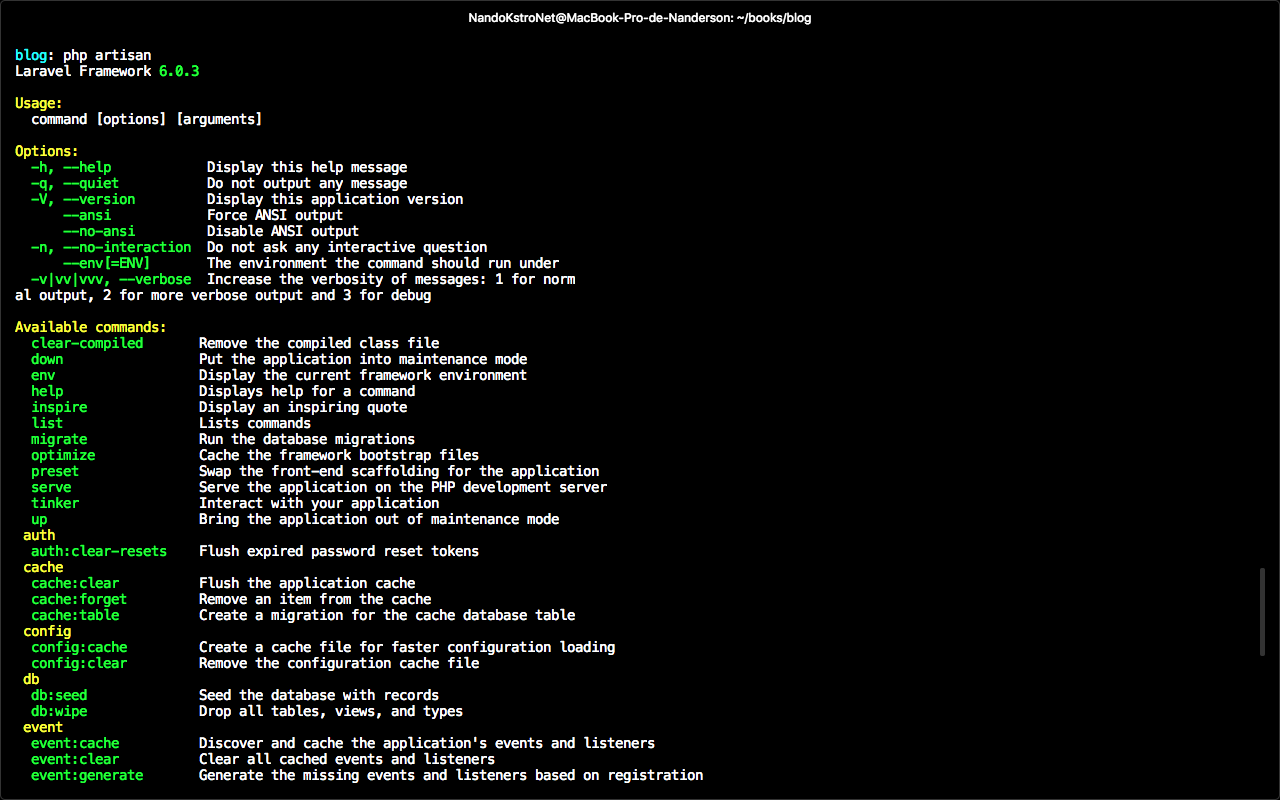 NandoKstroNet@MacBook-Pro-de-Nanderson: ~/books/blog
blog: php artisan
Laravel Framework 6.0.3
Usage:
command [options] [arguments]
Options:
-h, --help Display this help message
-q, --quiet Do not output any message
-V, --version Display this application version
--ansi Force ANSI output
--no-ansi Disable ANSI output
-n, --no-interaction Do not ask any interactive question
--env[=ENV] The environment the command should run under
-v|vv|vvv, --verbose Increase the verbosity of messages: 1 for norm
al output, 2 for more verbose output and 3 for debug
Available commands:
clear-compiled Remove the compiled class file
down Put the application into maintenance mode
env Display the current framework environment
help Displays help for a command
inspire Display an inspiring quote
list Lists commands
migrate Run the database migrations
optimize Cache the framework bootstrap files
preset Swap the front-end scaffolding for the application
serve Serve the application on the PHP development server
tinker Interact with your application
up Bring the application out of maintenance mode
auth
auth:clear-resets Flush expired password reset tokens
cache
cache:clear Flush the application cache
cache:forget Remove an item from the cache
cache:table Create a migration for the cache database table
config
config:cache Create a cache file for faster configuration loading
config:clear Remove the configuration cache file
db
db:seed Seed the database with records
db:wipe Drop all tables, views, and types
event
event:cache Discover and cache the application's events and listeners
event:clear Clear all cached events and listeners
event:generate Generate the missing events and listeners based on registration